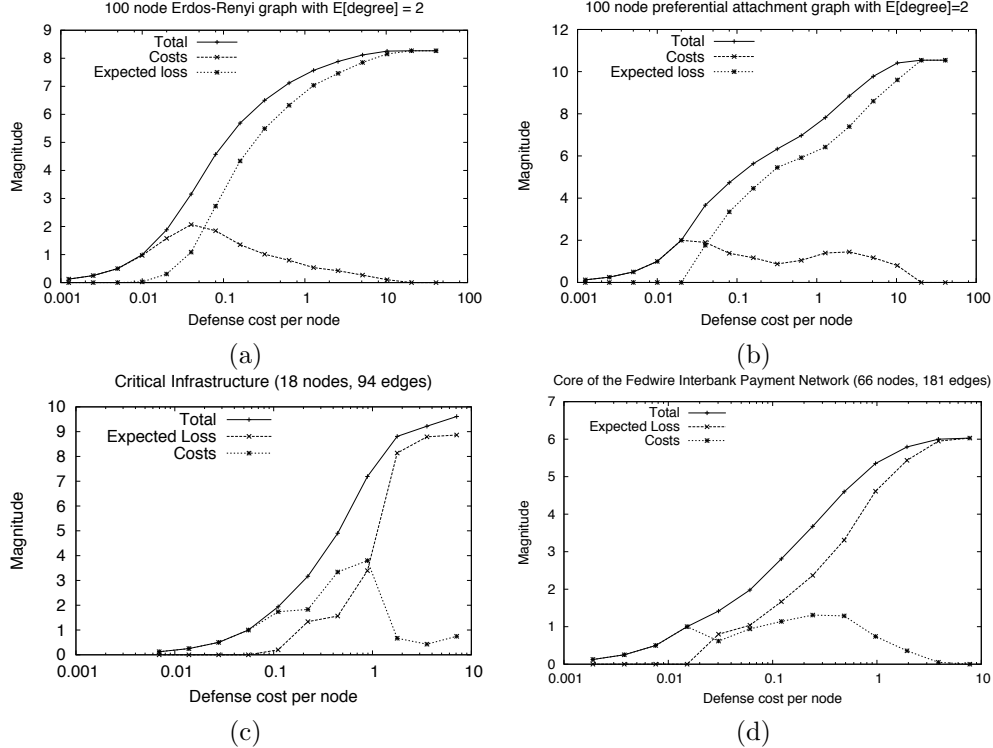 100 node Erdos-Renyi graph with E[degree] = 2
9
8
7
6
5
4
3
2
1
0
Magnitude
Total
Costs
Expected loss
0.001 0.01 0.1 1 10 100
Defense cost per node
(a)
100 node preferential attachment graph with E[degree]=2
12
10
8
6
4
2
0
Magnitude
Total
Costs
Expected loss
0.001 0.01 0.1 1 10 100
Defense cost per node
(b)
Critical Infrastructure (18 nodes, 94 edges)
10
9
8
7
6
5
4
3
2
1
0
Magnitude
Total
Expected Loss
Costs
0.001 0.01 0.1 1 10
Defense cost per node
(c)
Core of the Fedwire Interbank Payment Network (66 nodes, 181 edges)
7
6
5
4
3
2
1
0
Magnitude
Total
Expected Loss
Costs
0.001 0.01 0.1 1 10
Defense cost per node
(d)